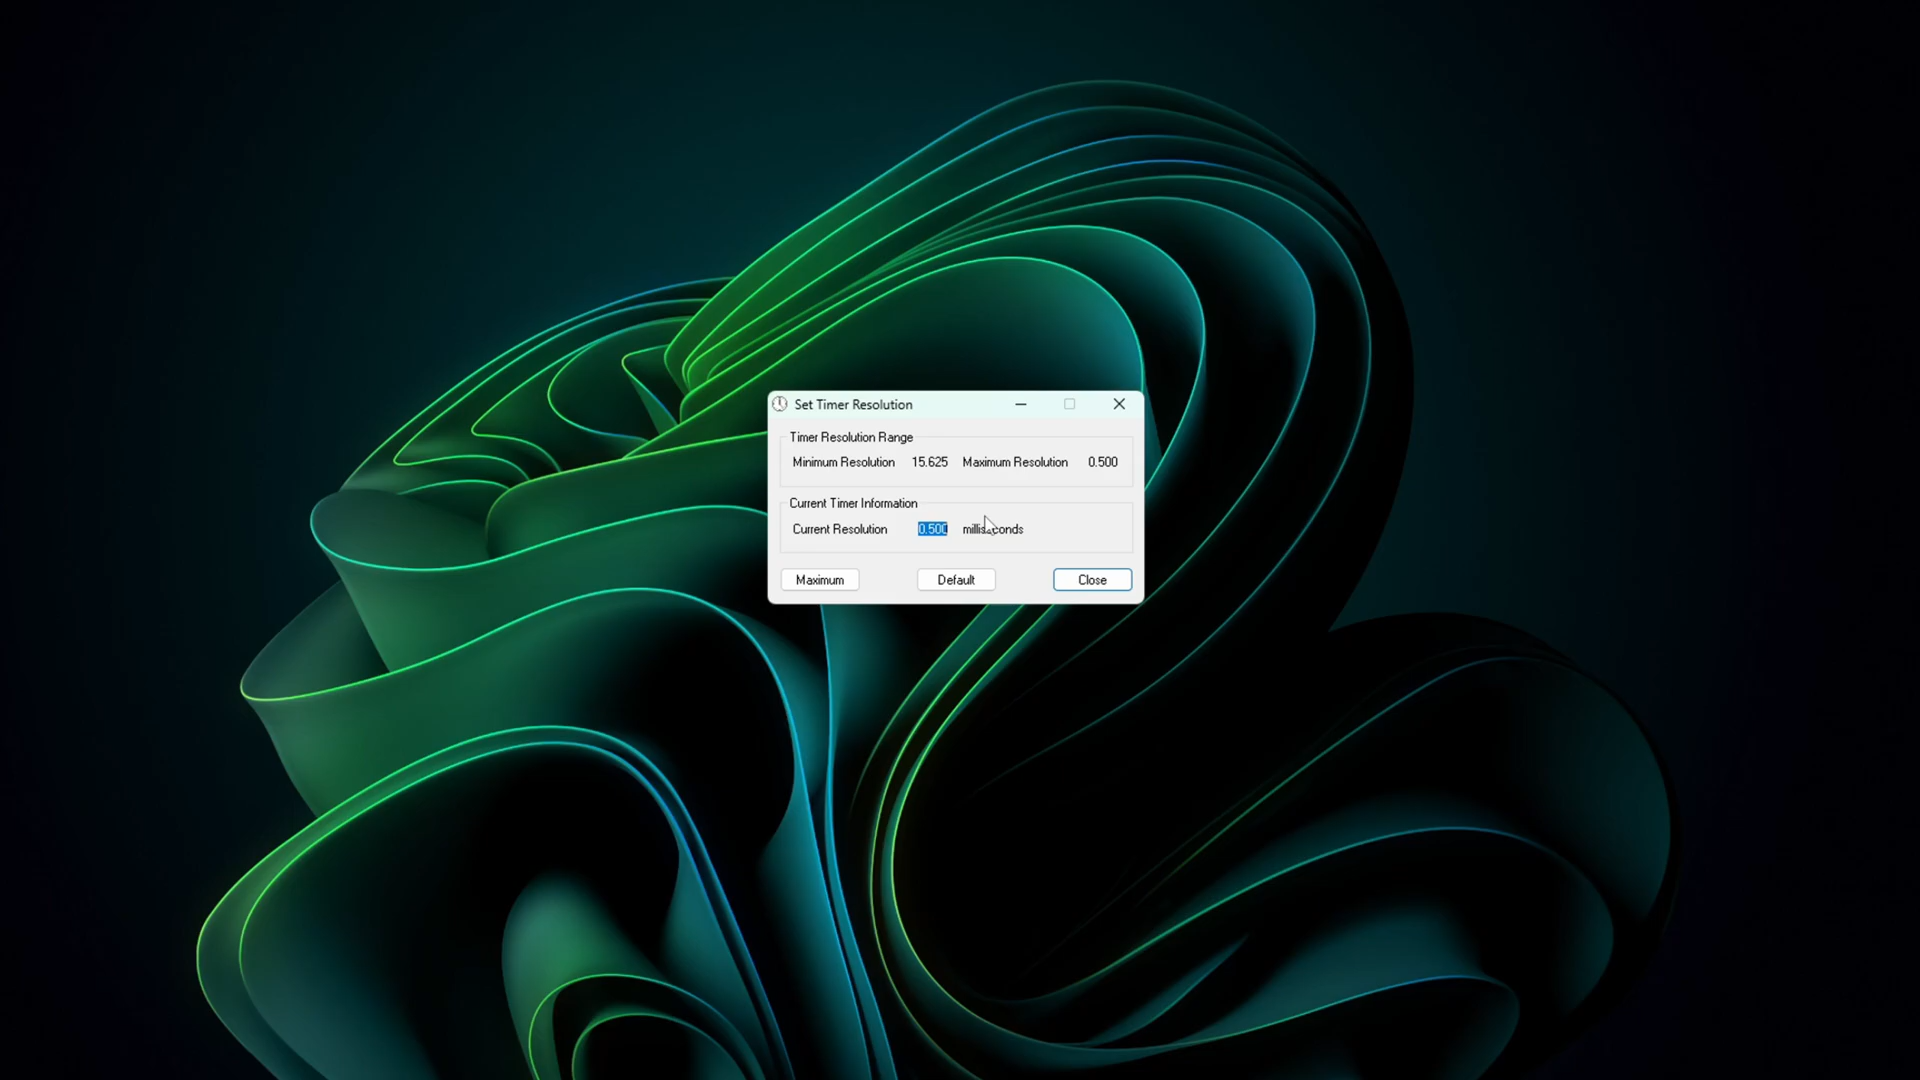 Set Timer Resolution
Timer Resolution Range
Minimum Resolution 15.625 Maximum Resolution 0.500
Current Timer Information
Current Resolution 0.500 milliseconds
Maximum Default Close